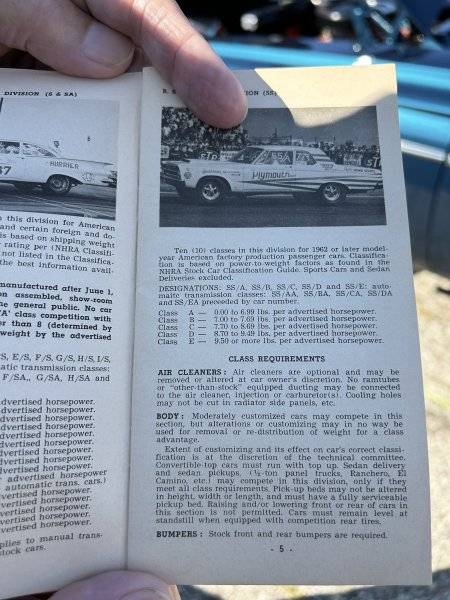 DIVISION (S & SA)
ATION (SS)
HURRIER
Plymouth
this division for American
and certain foreign and do-
is based on shipping weight
rating per (NHRA Classifi-
not listed in the Classifica-
the best information avail-
manufactured after June 1,
on assembled, show-room
the general public. No car
'A' class competition with
er than 8 (determined by
weight by the advertised
/S, E/S, F/S, G/S, H/S, I/S,
atic transmission classes:
F/SA,, G/SA, H/SA and
dvertised horsepower.
dvertised horsepower.
dvertised horsepower.
dvertised horsepower.
dvertised horsepower.
dvertised horsepower.
dvertised horsepower.
dvertised horsepower.
advertised horsepower
automatic trans. cars.)
vertised horsepower.
vertised horsepower.
vertised horsepower.
vertised horsepower.
plies to manual trans-
stock cars.
Ten (10) classes in this division for 1962 or later model-
year American factory production passenger cars. Classifica-
tion is based on power-to-weight factors as found in the
NHRA Stock Car Classification Guide. Sports Cars and Sedan
Deliveries excluded.
DESIGNATIONS: SS/A, SS/B, SS/C, SS/D and SS/E: auto-
matic transmission classes: SS/AA, SS/BA, SS/CA, SS/DA
and SS/EA preceeded by car number.
Class A — 0.00 to 6.99 lbs. per advertised horsepower.
Class B — 7.00 to 7.69 lbs. per advertised horsepower.
Class C — 7.70 to 8.69 lbs. per advertised horsepower.
Class D — 8.70 to 9.49 lbs. per advertised horsepower.
Class E — 9.50 or more lbs. per advertised horsepower.
CLASS REQUIREMENTS
AIR CLEANERS: Air cleaners are optional and may be
removed or altered at car owner's discretion. No ramtubes
or "other-than-stock" equipped ducting may be connected
to the air cleaner, injection or carburetor(s). Cooling holes
may not be cut in radiator side panels, etc.
BODY: Moderately customized cars may compete in this
section, but alterations or customizing may in no way be
used for removal or re-distribution of weight for a class
advantage.
Extent of customizing and its effect on car's correct classi-
fication is at the discretion of the technical committee.
Convertible-top cars must run with top up. Sedan delivery
and sedan pickups, (½-ton panel trucks, Ranchero, El
Camino, etc.) may compete in this division, only if they
meet all class requirements. Pick-up beds may not be altered
in height, width or length, and must have a fully serviceable
pickup bed. Raising and/or lowering front or rear of cars in
this section is not permitted. Cars must remain level at
standstill when equipped with competition rear tires.
BUMPERS: Stock front and rear bumpers are required.
- 5 -